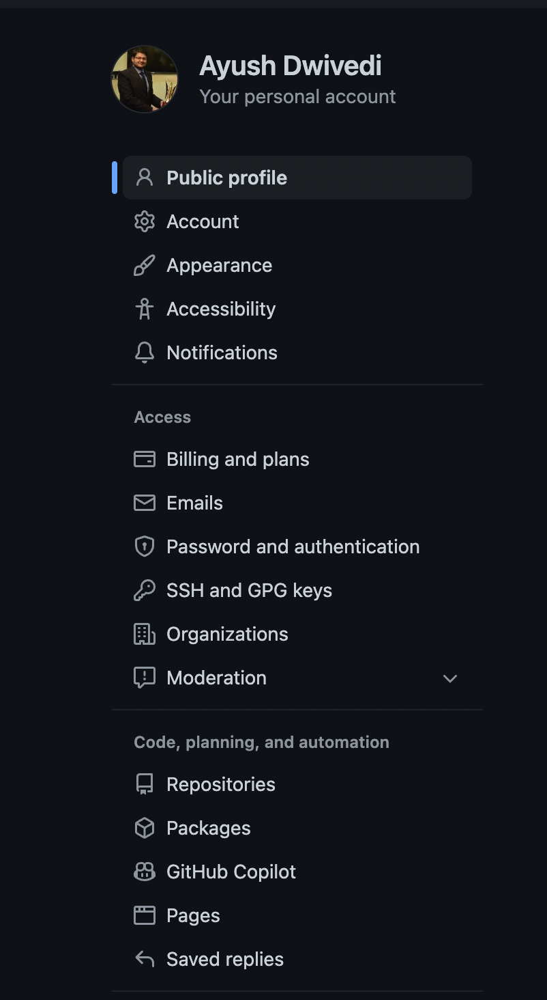 Ayush Dwivedi
Your personal account
Public profile
Account
Appearance
Accessibility
Notifications
Access
Billing and plans
Emails
Password and authentication
SSH and GPG keys
Organizations
Moderation
Code, planning, and automation
Repositories
Packages
GitHub Copilot
Pages
Saved replies